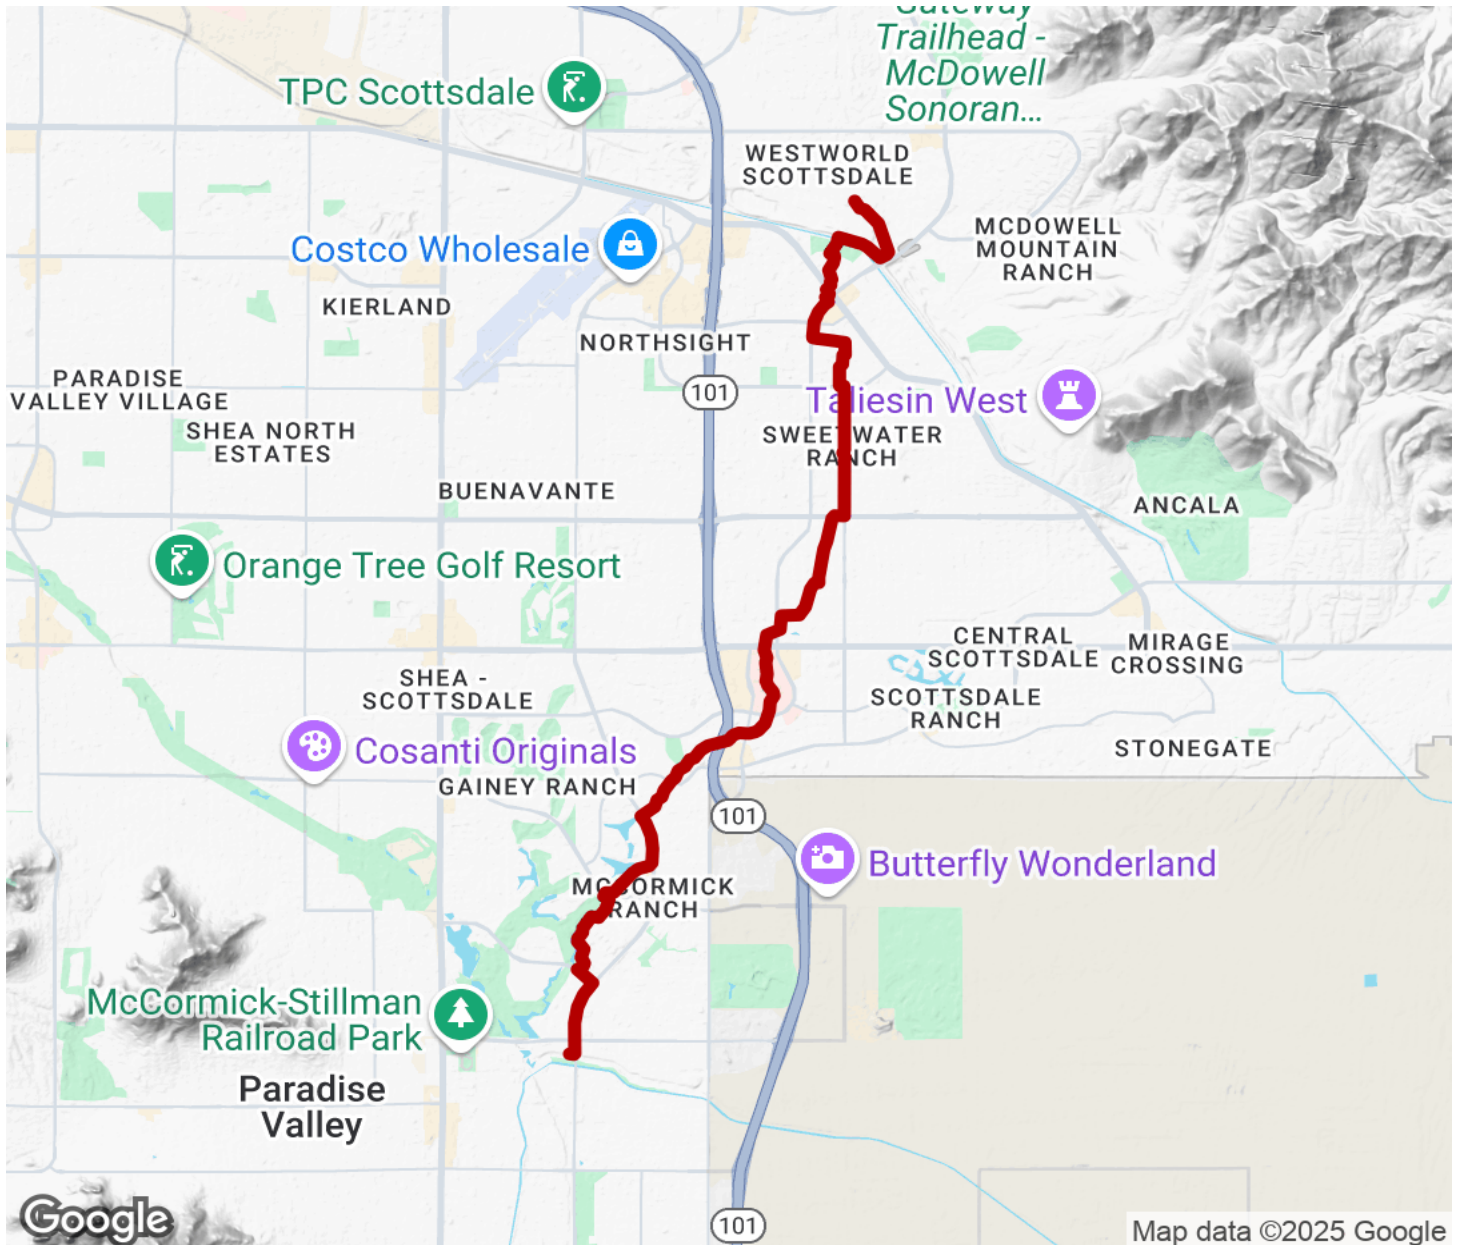 Gateway
Trailhead -
McDowell
Sonoran...
TPC Scottsdale
WESTWORLD
SCOTTSDALE
Costco Wholesale
MCDOWELL
MOUNTAIN
RANCH
KIERLAND
NORTHSIGHT
PARADISE
VALLEY VILLAGE
101
Taliesin West
SHEA NORTH
ESTATES
SWEETWATER
RANCH
BUENAVANTE
ANCALA
Orange Tree Golf Resort
CENTRAL
SCOTTSDALE
MIRAGE
CROSSING
SHEA -
SCOTTSDALE
SCOTTSDALE
RANCH
STONEGATE
Cosanti Originals
GAINEY RANCH
101
Butterfly Wonderland
MCCORMICK
RANCH
McCormick-Stillman
Railroad Park
Paradise
Valley
101
Google
Map data ©2025 Google